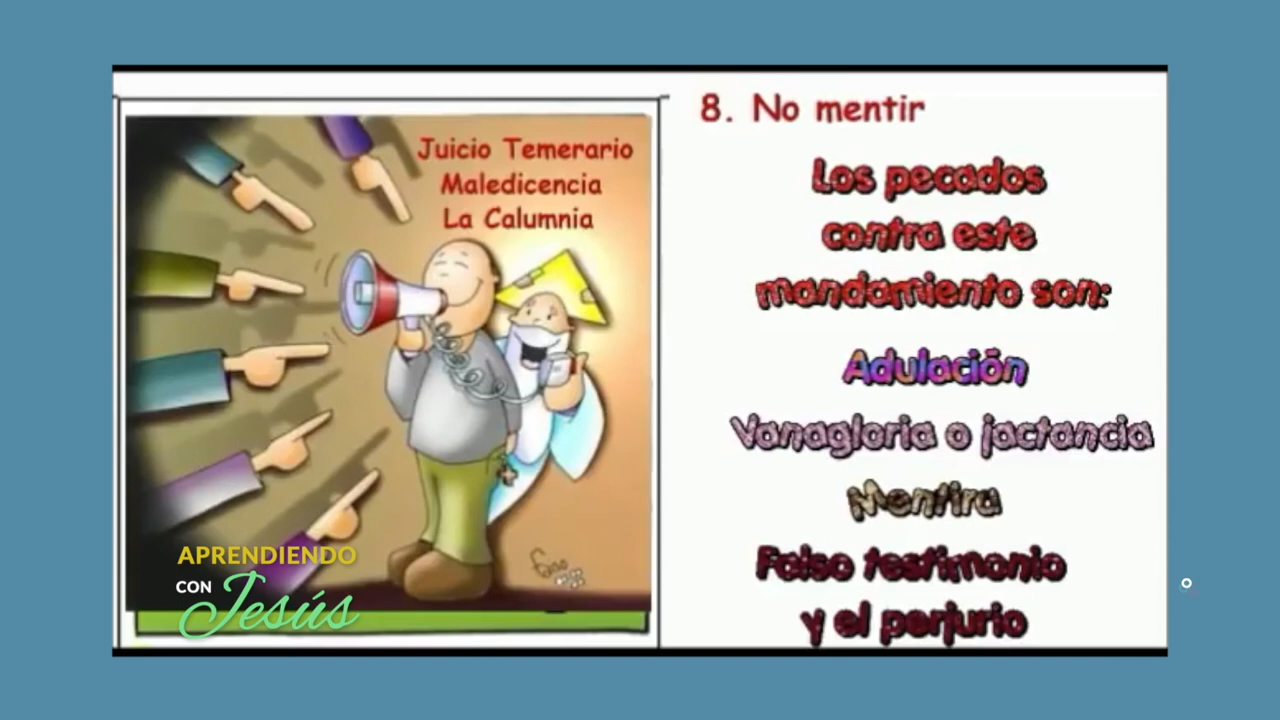 Juicio Temerario
Maledicencia
La Calumnia
APRENDIENDO
CON Jesús
8. No mentir
Los pecados
contra este
mandamiento son:
Adulación
Vanagloria o jactancia
Mentira
Falso testimonio
y el perjurio